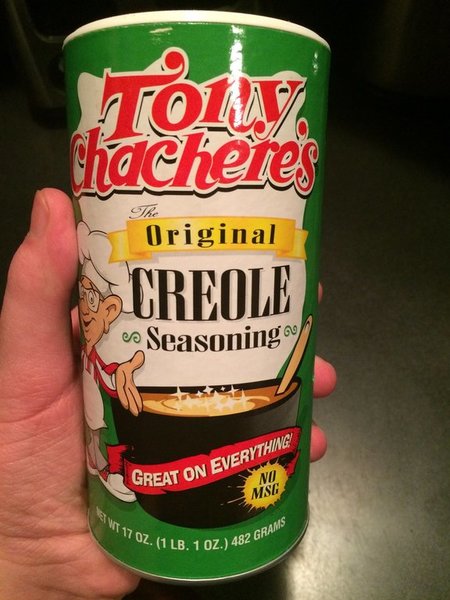 Tony
Chachere's
The
Original
CREOLE
Seasoning
GREAT ON EVERYTHING!
NO
MSG
NET WT 17 OZ. (1 LB. 1 OZ.) 482 GRAMS